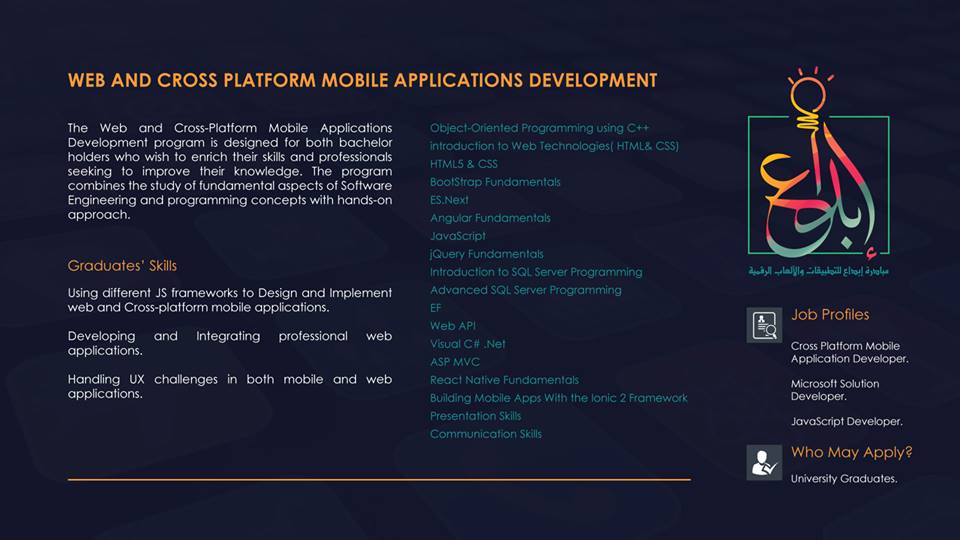 WEB AND CROSS PLATFORM MOBILE APPLICATIONS DEVELOPMENT
The Web and Cross-Platform Mobile Applications
Development program is designed for both bachelor
holders who wish to enrich their skills and professionals
seeking to improve their knowledge. The program
combines the study of fundamental aspects of Software
Engineering and programming concepts with hands-on
approach.
Graduates’ Skills
Using different JS frameworks to Design and Implement
web and Cross-platform mobile applications.
Developing and Integrating professional web
applications.
Handling UX challenges in both mobile and web
applications.
Object-Oriented Programming using C++
introduction to Web Technologies( HTML& CSS)
HTML5 & CSS
BootStrap Fundamentals
ES.Next
Angular Fundamentals
JavaScript
jQuery Fundamentals
Introduction to SQL Server Programming
Advanced SQL Server Programming
EF
Web API
Visual C# .Net
ASP MVC
React Native Fundamentals
Building Mobile Apps With the Ionic 2 Framework
Presentation Skills
Communication Skills
إبداع
مبادرة إبداع للتطبيقات والألعاب الرقمية
Job Profiles
Cross Platform Mobile
Application Developer.
Microsoft Solution
Developer.
JavaScript Developer.
Who May Apply?
University Graduates.